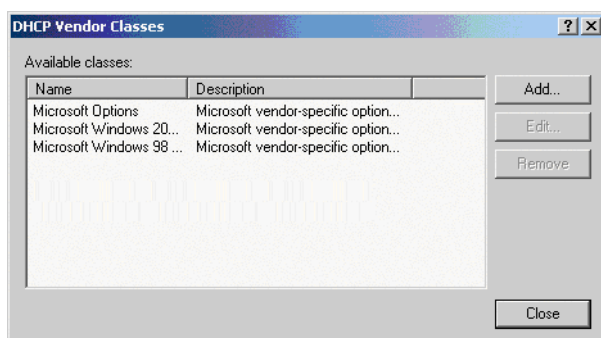 DHCP Vendor Classes
Available classes:
Name Description
Add...
Microsoft Options Microsoft vendor-specific option...
Microsoft Windows 20... Microsoft vendor-specific option...
Edit...
Microsoft Windows 98 ... Microsoft vendor-specific option...
Remove
Close